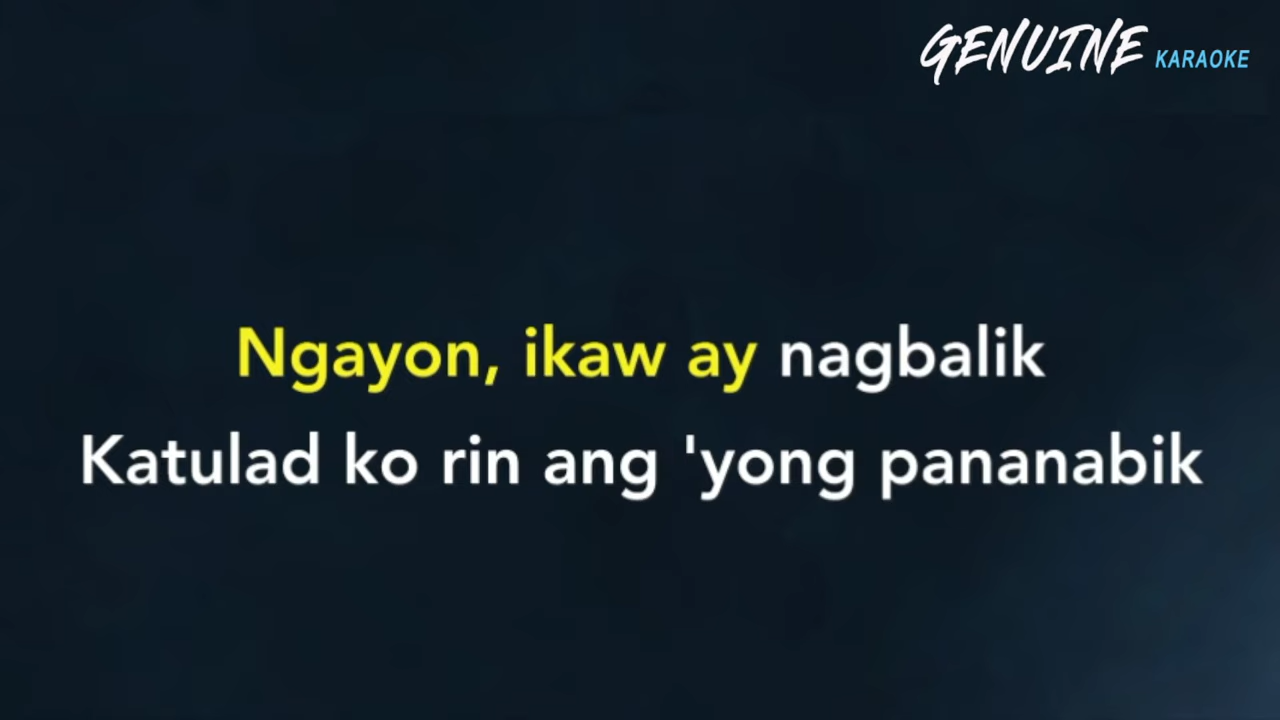 GENUINE KARAOKE
Ngayon, ikaw ay nagbalik
Katulad ko rin ang 'yong pananabik